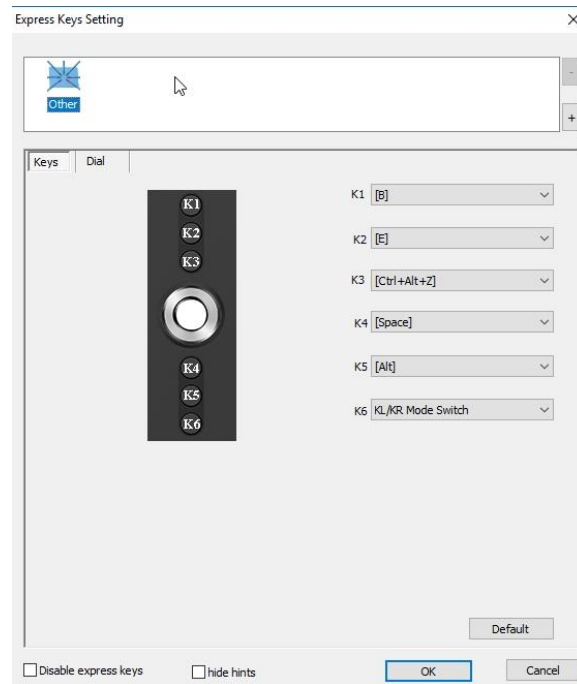 Express Keys Setting
Other
-
+
Keys Dial
K1
K2
K3
K4
K5
K6
K1 [B]
K2 [E]
K3 [Ctrl+Alt+Z]
K4 [Space]
K5 [Alt]
K6 KL/KR Mode Switch
Default
Disable express keys hide hints OK Cancel